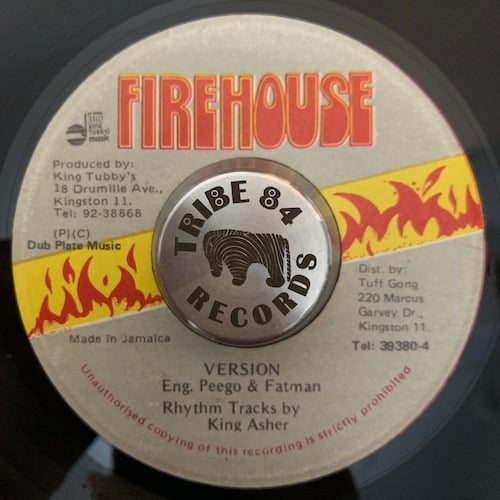 FIREHOUSE
KING
TUBBYS
music
Produced by:
King Tubby's
18 Drumille Ave.,
Kingston 11.
Tel: 92-38868
(P)(C)
Dub Plate Music
Made in Jamaica
TRIBE 84
RECORDS
Dist. by:
Tuff Gong
220 Marcus
Garvey Dr.,
Kingston 11.
Tel: 39380-4
VERSION
Eng. Peego & Fatman
Rhythm Tracks by
King Asher
Unauthorised copying of this recording is strictly prohibited